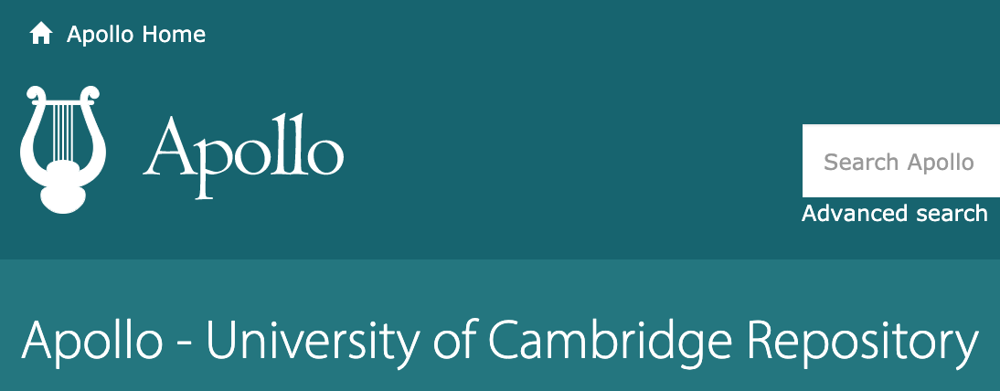 Apollo Home
Apollo
Search Apollo
Advanced search
Apollo - University of Cambridge Repository